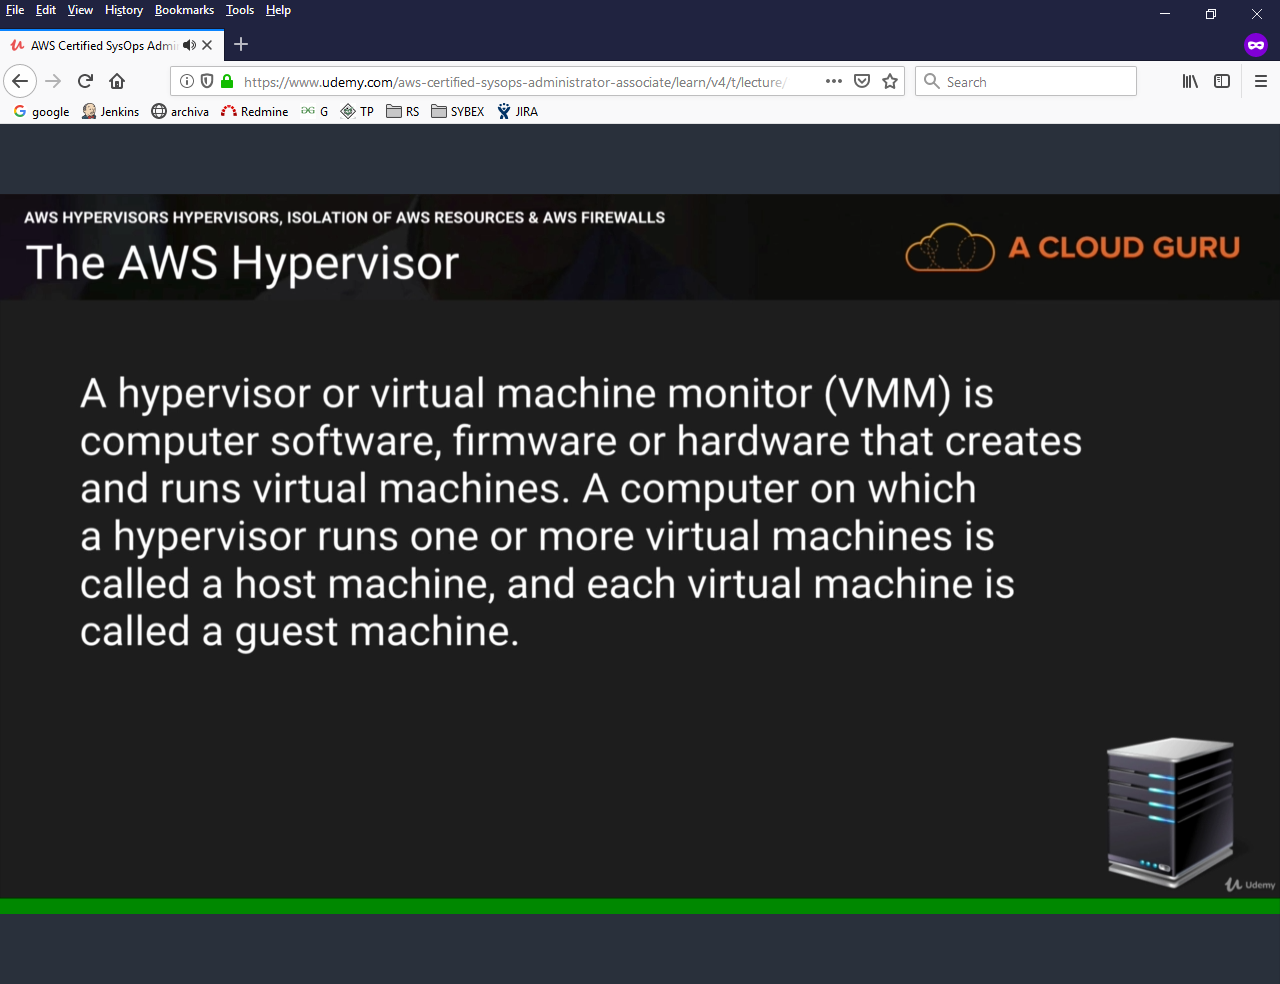 File Edit View History Bookmarks Tools Help
AWS Certified SysOps Admi
https://www.udemy.com/aws-certified-sysops-administrator-associate/learn/v4/t/lecture/
Search
google Jenkins archiva Redmine G TP RS SYBEX JIRA
AWS HYPERVISORS HYPERVISORS, ISOLATION OF AWS RESOURCES & AWS FIREWALLS
The AWS Hypervisor
A CLOUD GURU
A hypervisor or virtual machine monitor (VMM) is
computer software, firmware or hardware that creates
and runs virtual machines. A computer on which
a hypervisor runs one or more virtual machines is
called a host machine, and each virtual machine is
called a guest machine.
Udemy